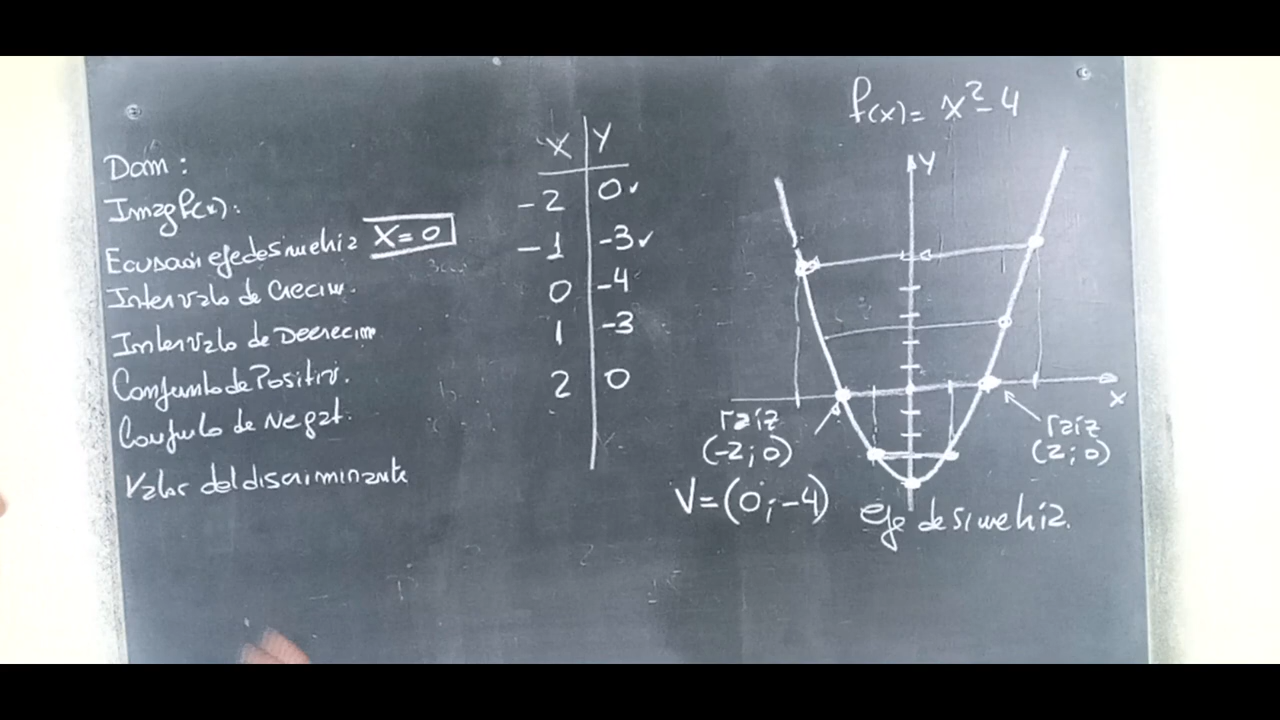 f(x) = x² - 4
Dom :
Imag f(x):
Ecuación eje de simetría X = 0
Intervalo de Crecim.
Intervalo de Decrecim
Conjunto de Positiv.
Conjuto de Negat.
Valor del discriminante
X Y
-2 0 ✓
-1 -3 ✓
0 -4
1 -3
2 0
Y
X
raíz
(-2; 0)
raíz
(2; 0)
V = (0; -4)
eje de simetría.